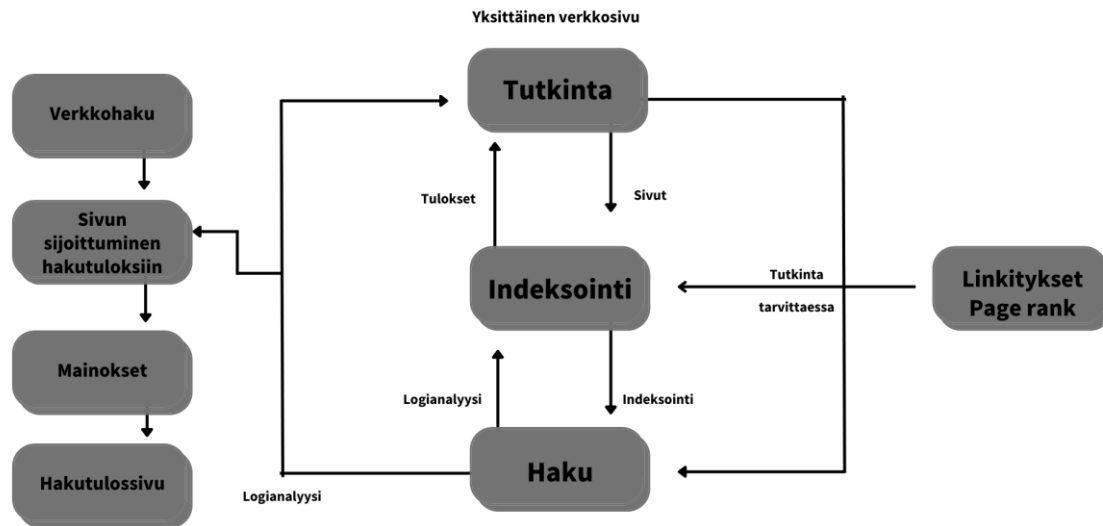 Yksittäinen verkkosivu
Tutkinta
Verkkohaku
Tulokset
Sivut
Sivun
sijoittuminen
hakutuloksiin
Indeksointi
Tutkinta
tarvittaessa
Linkitykset
Page rank
Mainokset
Logianalyysi
Indeksointi
Haku
Hakutulossivu
Logianalyysi